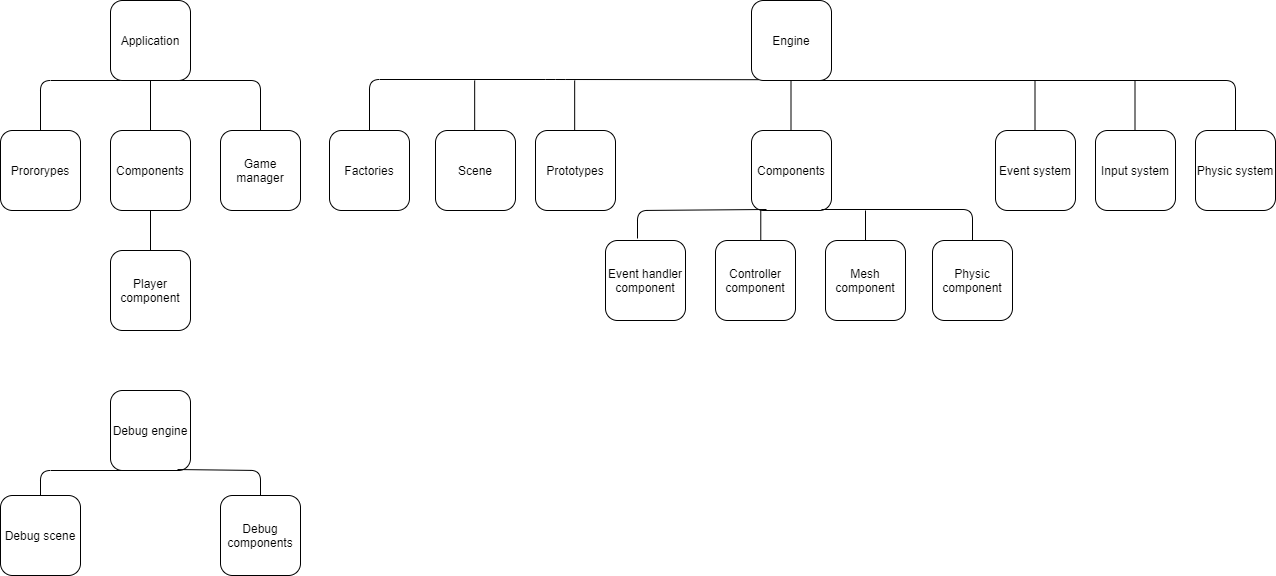 Application
Engine
Prororypes
Components
Game
manager
Factories
Scene
Prototypes
Components
Event system
Input system
Physic system
Player
component
Event handler
component
Controller
component
Mesh
component
Physic
component
Debug engine
Debug scene
Debug
components